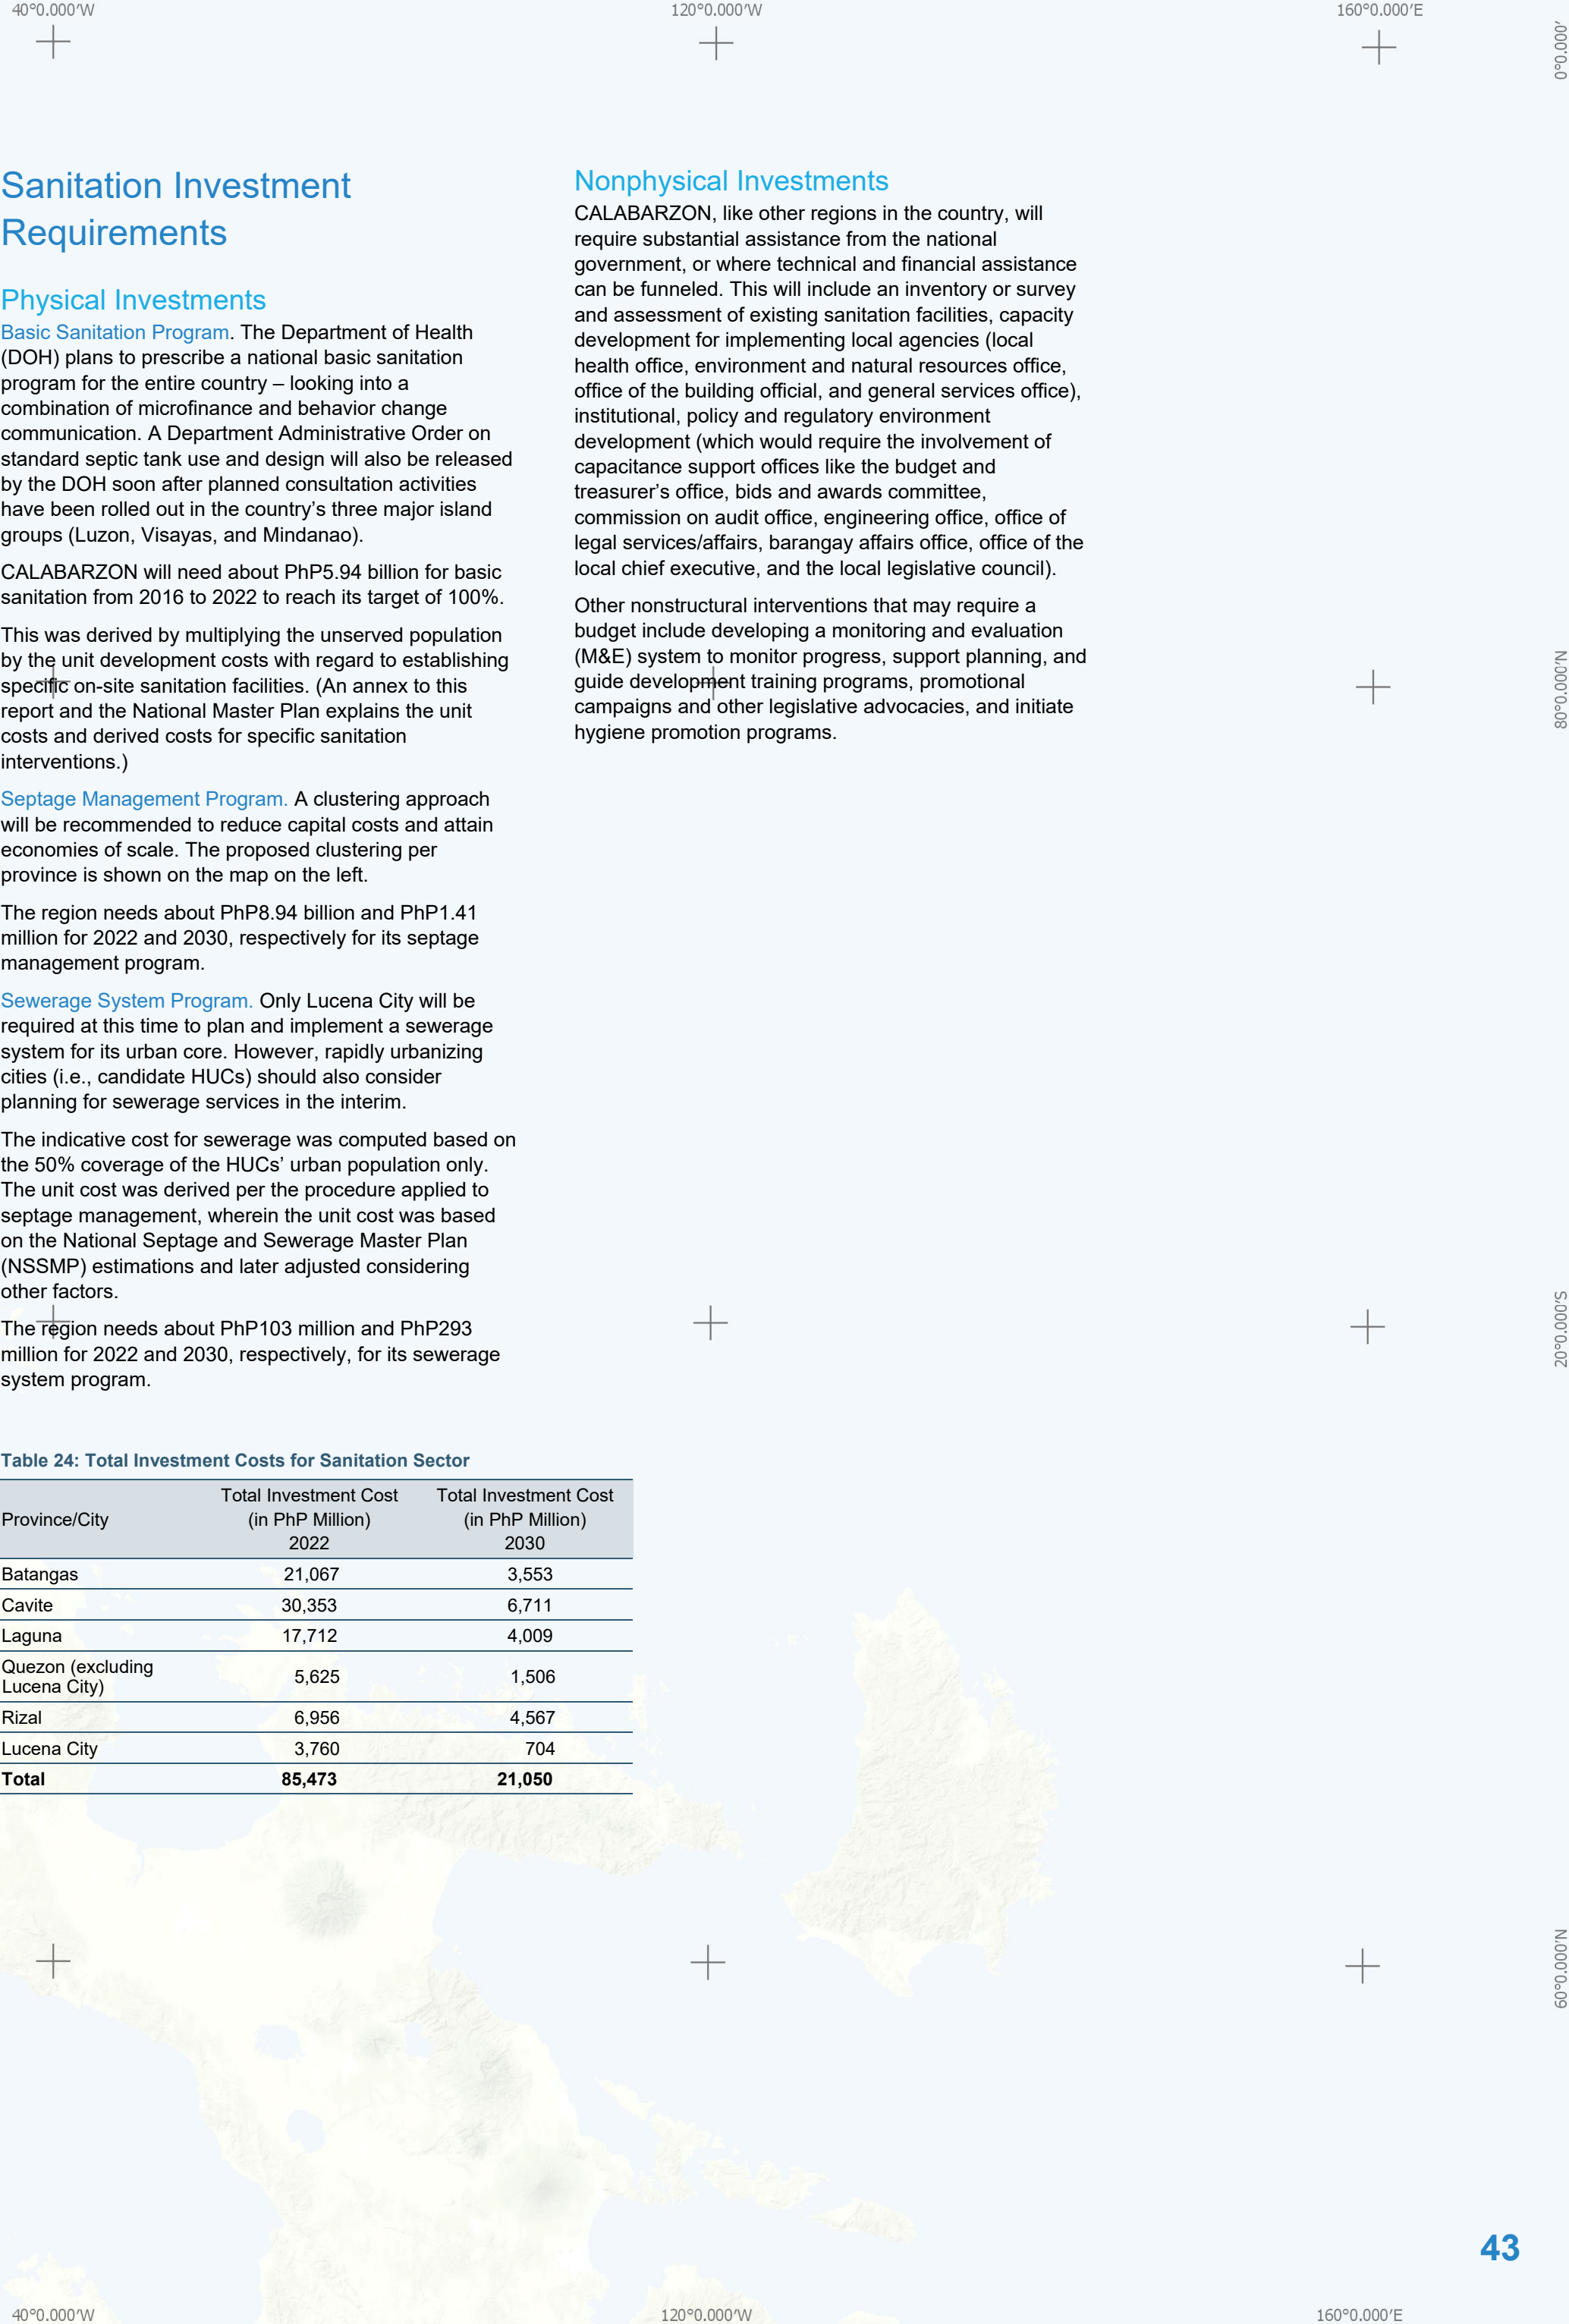 40°0.000'W
120°0.000'W
160°0.000'E
0°0.000'
Sanitation Investment
Requirements
Physical Investments
Basic Sanitation Program. The Department of Health
(DOH) plans to prescribe a national basic sanitation
program for the entire country – looking into a
combination of microfinance and behavior change
communication. A Department Administrative Order on
standard septic tank use and design will also be released
by the DOH soon after planned consultation activities
have been rolled out in the country's three major island
groups (Luzon, Visayas, and Mindanao).
CALABARZON will need about PhP5.94 billion for basic
sanitation from 2016 to 2022 to reach its target of 100%.
This was derived by multiplying the unserved population
by the unit development costs with regard to establishing
specific on-site sanitation facilities. (An annex to this
report and the National Master Plan explains the unit
costs and derived costs for specific sanitation
interventions.)
Septage Management Program. A clustering approach
will be recommended to reduce capital costs and attain
economies of scale. The proposed clustering per
province is shown on the map on the left.
The region needs about PhP8.94 billion and PhP1.41
million for 2022 and 2030, respectively for its septage
management program.
Sewerage System Program. Only Lucena City will be
required at this time to plan and implement a sewerage
system for its urban core. However, rapidly urbanizing
cities (i.e., candidate HUCs) should also consider
planning for sewerage services in the interim.
The indicative cost for sewerage was computed based on
the 50% coverage of the HUCs' urban population only.
The unit cost was derived per the procedure applied to
septage management, wherein the unit cost was based
on the National Septage and Sewerage Master Plan
(NSSMP) estimations and later adjusted considering
other factors.
The region needs about PhP103 million and PhP293
million for 2022 and 2030, respectively, for its sewerage
system program.
Nonphysical Investments
CALABARZON, like other regions in the country, will
require substantial assistance from the national
government, or where technical and financial assistance
can be funneled. This will include an inventory or survey
and assessment of existing sanitation facilities, capacity
development for implementing local agencies (local
health office, environment and natural resources office,
office of the building official, and general services office),
institutional, policy and regulatory environment
development (which would require the involvement of
capacitance support offices like the budget and
treasurer's office, bids and awards committee,
commission on audit office, engineering office, office of
legal services/affairs, barangay affairs office, office of the
local chief executive, and the local legislative council).
Other nonstructural interventions that may require a
budget include developing a monitoring and evaluation
(M&E) system to monitor progress, support planning, and
guide development training programs, promotional
campaigns and other legislative advocacies, and initiate
hygiene promotion programs.
80°0.000'N
20°0.000'S
Table 24: Total Investment Costs for Sanitation Sector
Province/City Total Investment Cost (in PhP Million) 2022 Total Investment Cost (in PhP Million) 2030
Batangas 21,067 3,553
Cavite 30,353 6,711
Laguna 17,712 4,009
Quezon (excluding
Lucena City) 5,625 1,506
Rizal 6,956 4,567
Lucena City 3,760 704
Total 85,473 21,050
60°0.000'N
43
40°0.000'W
120°0.000'W
160°0.000'E